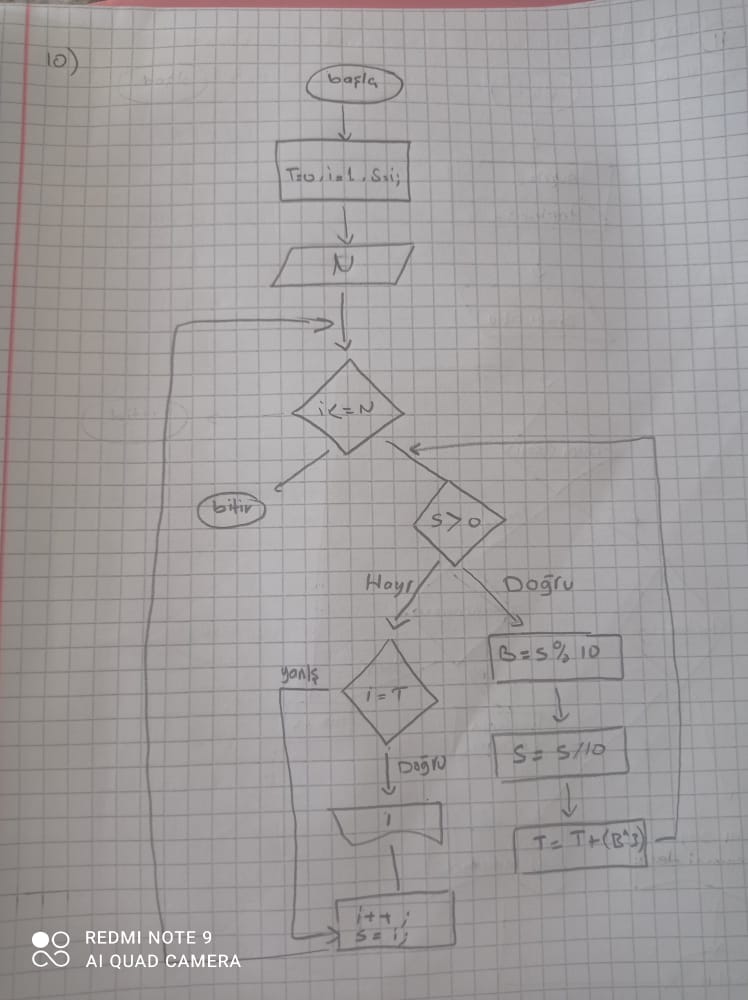 10)
başla
T=0, i=1, S=i;
N
i<=N
bitir
S>0
Hayır
Doğru
B=S%10
yanlış
i=T
S=S/10
Doğru
i
T=T+(B^3)
i++;
S=i;
REDMI NOTE 9
AI QUAD CAMERA